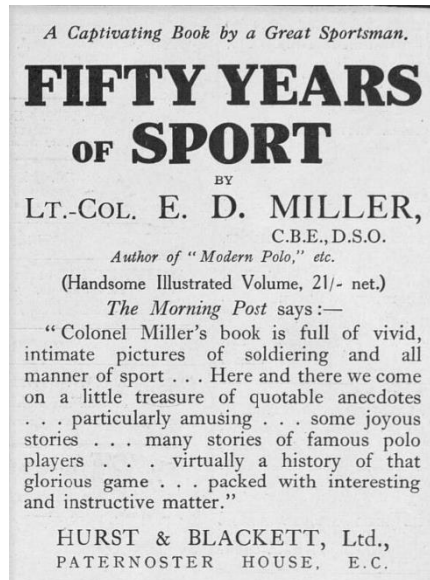 A Captivating Book by a Great Sportsman.
FIFTY YEARS
OF SPORT
BY
LT.-COL. E. D. MILLER,
C.B.E., D.S.O.
Author of "Modern Polo," etc.
(Handsome Illustrated Volume, 21/- net.)
The Morning Post says :—
"Colonel Miller's book is full of vivid,
intimate pictures of soldiering and all
manner of sport . . . Here and there we come
on a little treasure of quotable anecdotes
. . . particularly amusing . . . some joyous
stories . . . many stories of famous polo
players . . . virtually a history of that
glorious game . . . packed with interesting
and instructive matter."
HURST & BLACKETT, Ltd.,
PATERNOSTER HOUSE, E.C.